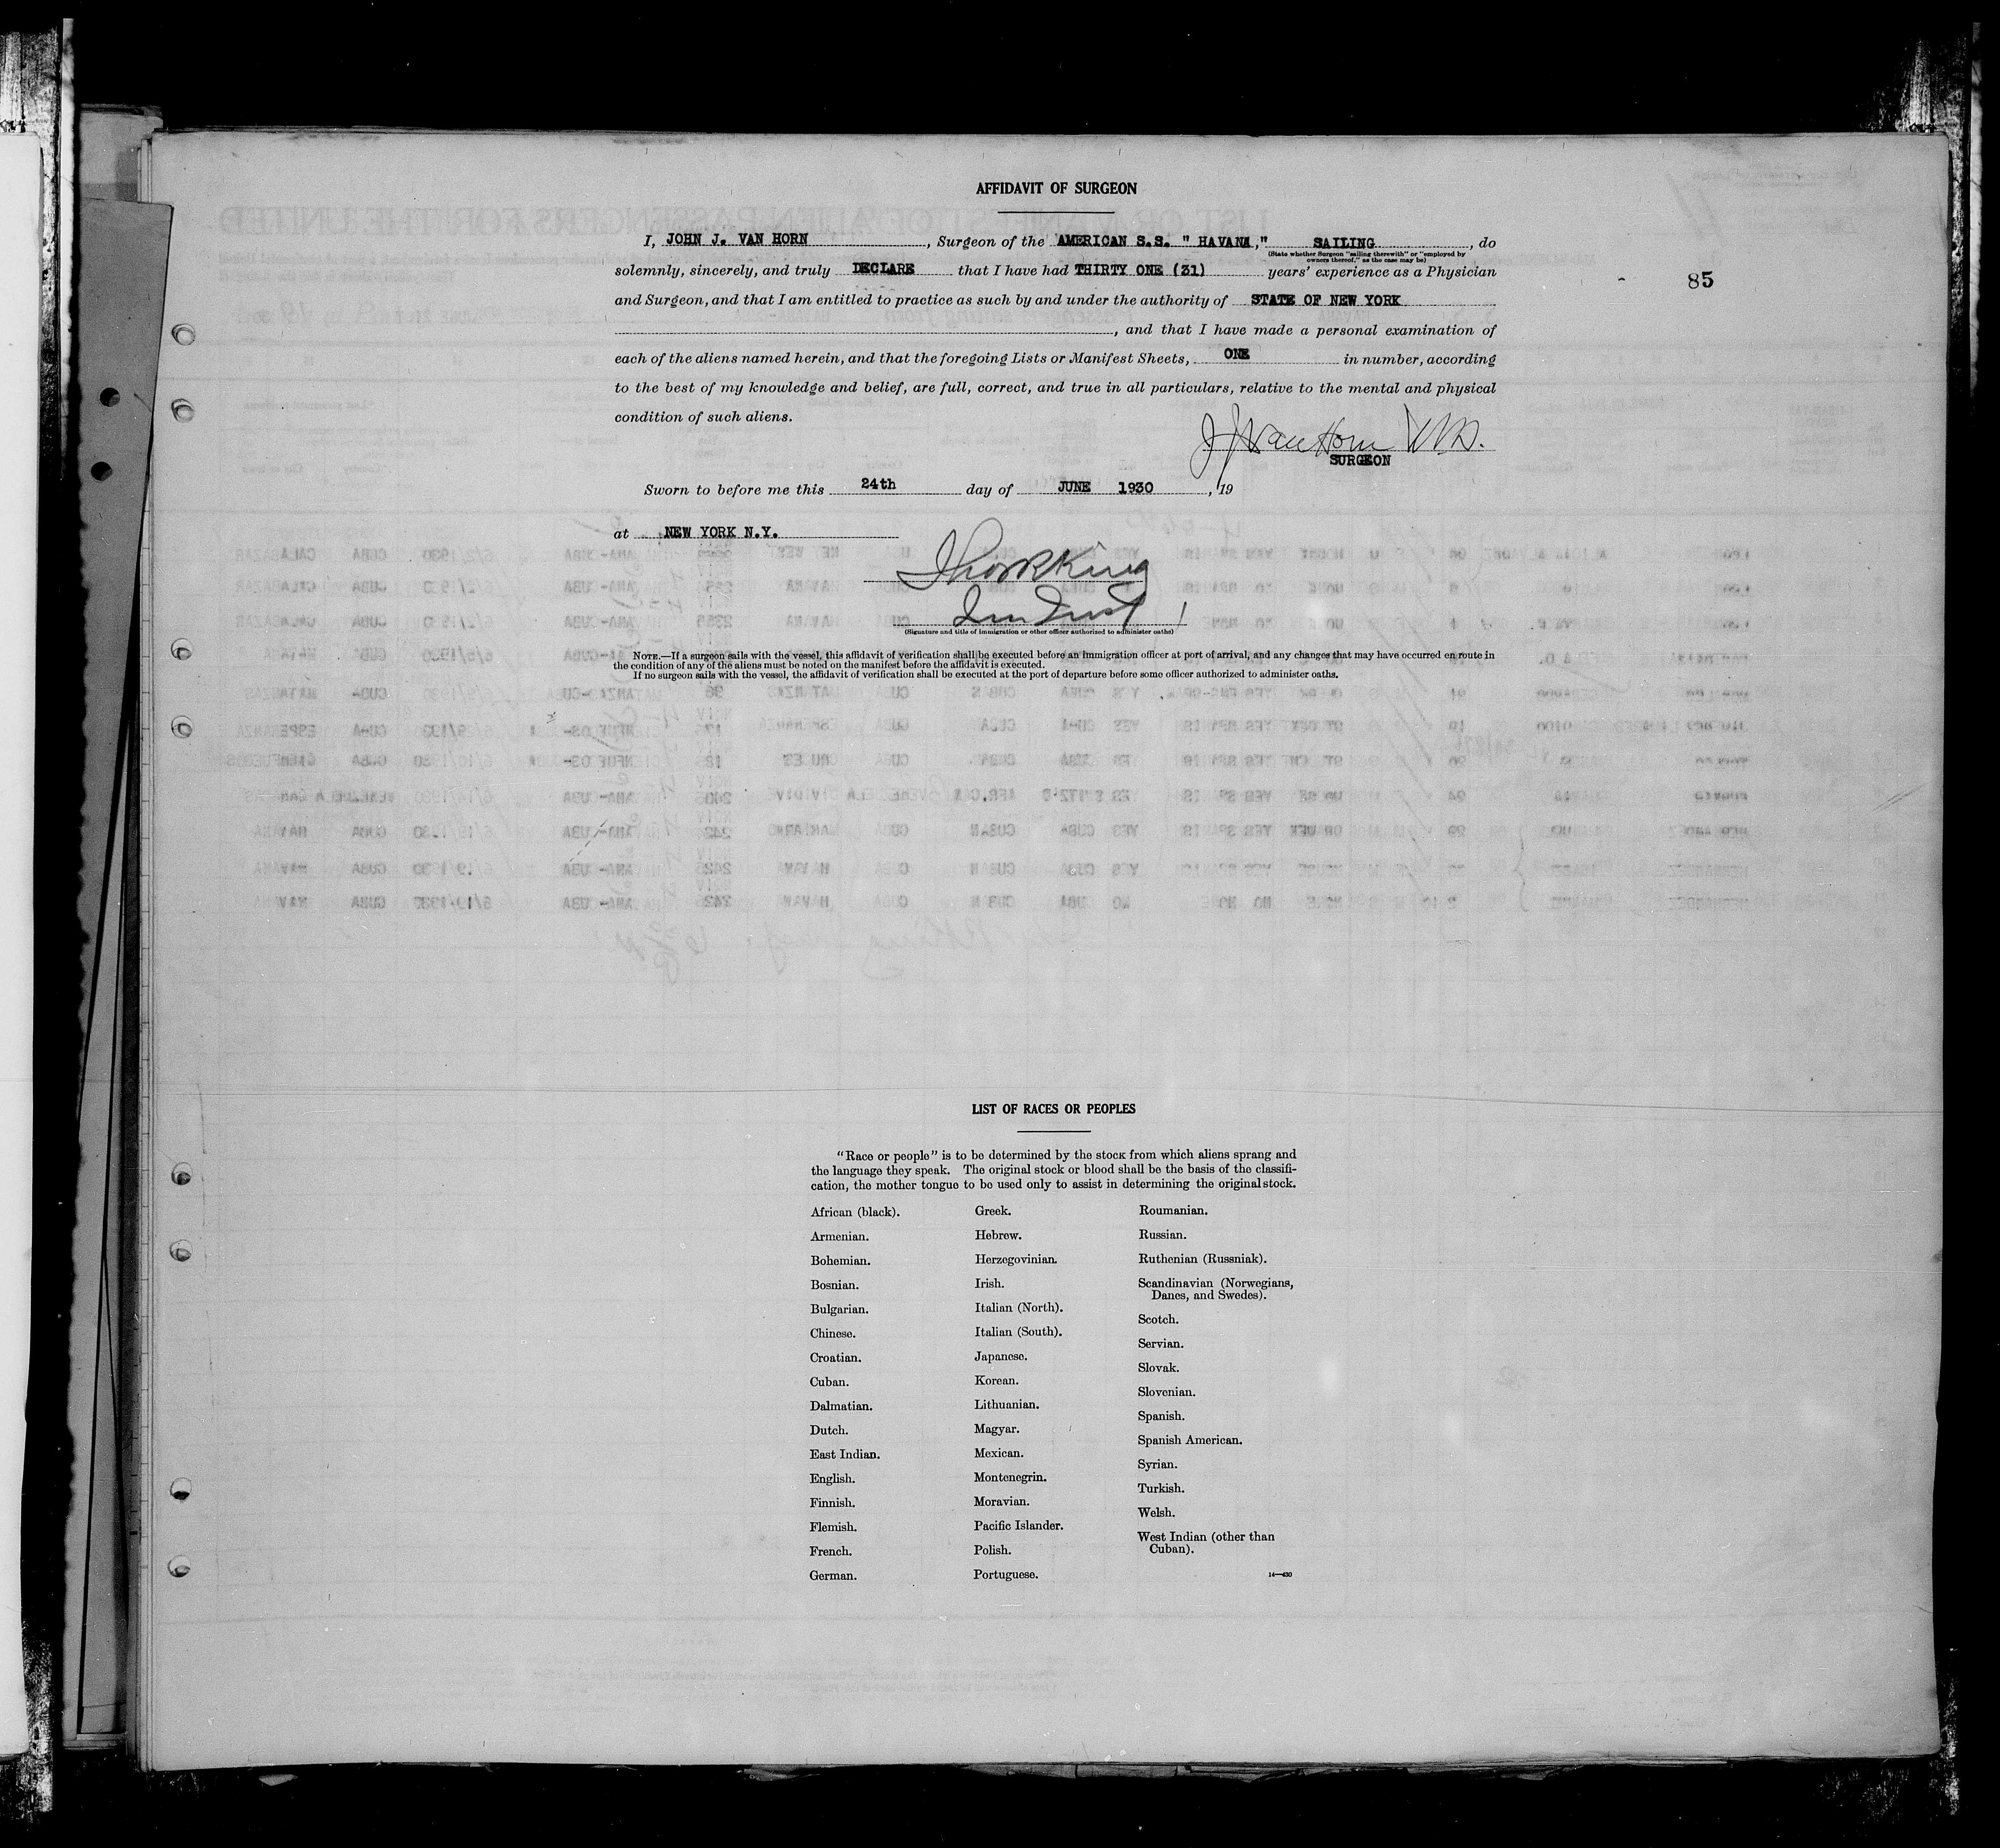 AFFIDAVIT OF SURGEON
I, JOHN J. VAN HORN, Surgeon of the AMERICAN S.S. " HAVANA," SAILING, do
(State whether Surgeon "sailing therewith" or "employed by
owners thereof," as the case may be)
solemnly, sincerely, and truly DECLARE that I have had THIRTY ONE (31) years' experience as a Physician
85
and Surgeon, and that I am entitled to practice as such by and under the authority of STATE OF NEW YORK
, and that I have made a personal examination of
each of the aliens named herein, and that the foregoing Lists or Manifest Sheets, ONE in number, according
to the best of my knowledge and belief, are full, correct, and true in all particulars, relative to the mental and physical
condition of such aliens.
J J Van Horn M.D.
SURGEON
Sworn to before me this 24th day of JUNE 1930, 19
at NEW YORK N.Y.
King
(Signature and title of immigration or other officer authorized to administer oaths)
NOTE.—If a surgeon sails with the vessel, this affidavit of verification shall be executed before an immigration officer at port of arrival, and any changes that may have occurred en route in
the condition of any of the aliens must be noted on the manifest before the affidavit is executed.
If no surgeon sails with the vessel, the affidavit of verification shall be executed at the port of departure before some officer authorized to administer oaths.
LIST OF RACES OR PEOPLES
"Race or people" is to be determined by the stock from which aliens sprang and
the language they speak. The original stock or blood shall be the basis of the classifi-
cation, the mother tongue to be used only to assist in determining the original stock.
African (black).
Armenian.
Bohemian.
Bosnian.
Bulgarian.
Chinese.
Croatian.
Cuban.
Dalmatian.
Dutch.
East Indian.
English.
Finnish.
Flemish.
French.
German.
Greek.
Hebrew.
Herzegovinian.
Irish.
Italian (North).
Italian (South).
Japanese.
Korean.
Lithuanian.
Magyar.
Mexican.
Montenegrin.
Moravian.
Pacific Islander.
Polish.
Portuguese.
Roumanian.
Russian.
Ruthenian (Russniak).
Scandinavian (Norwegians,
Danes, and Swedes).
Scotch.
Servian.
Slovak.
Slovenian.
Spanish.
Spanish American.
Syrian.
Turkish.
Welsh.
West Indian (other than
Cuban).
14—430